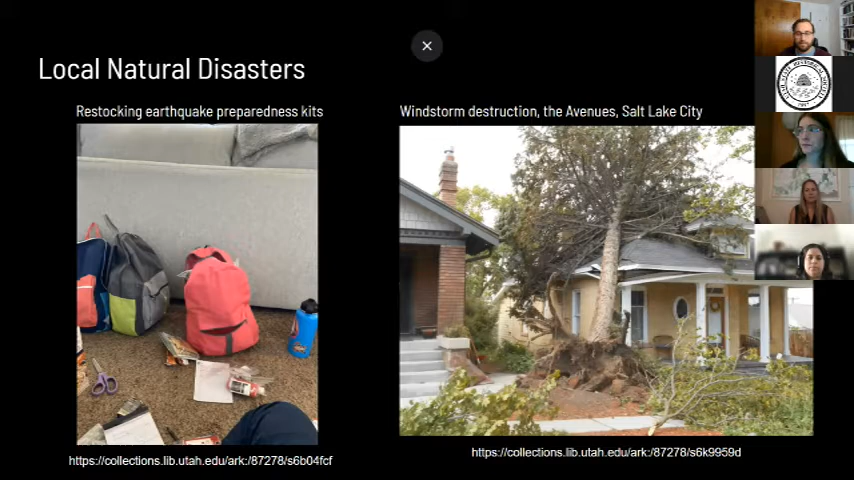 Local Natural Disasters
Restocking earthquake preparedness kits
Windstorm destruction, the Avenues, Salt Lake City
https://collections.lib.utah.edu/ark:/87278/s6b04fcf
https://collections.lib.utah.edu/ark:/87278/s6k9959d